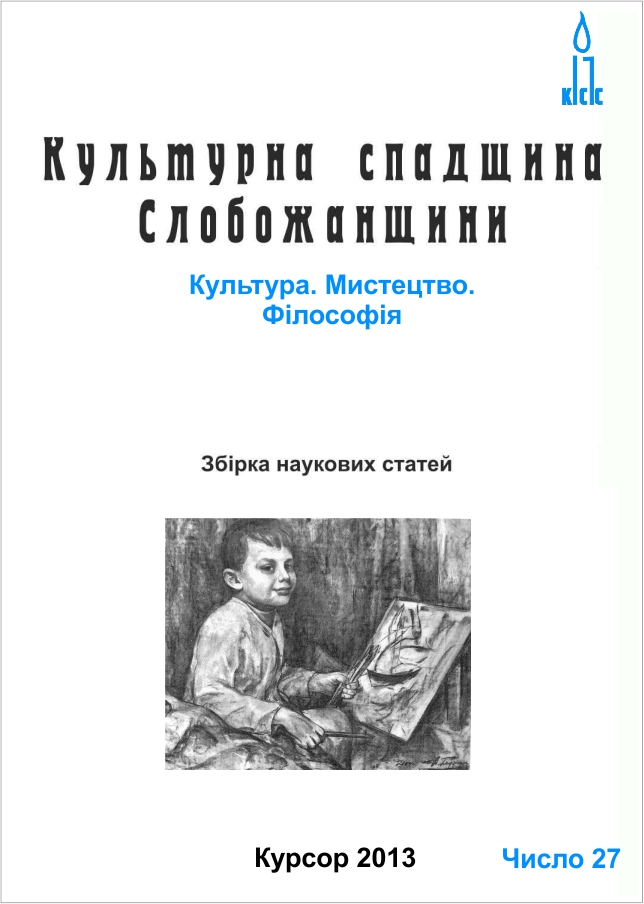 КСС
Культурна спадщина
Слобожанщини
Культура. Мистецтво.
Філософія
Збірка наукових статей
Курсор 2013
Число 27